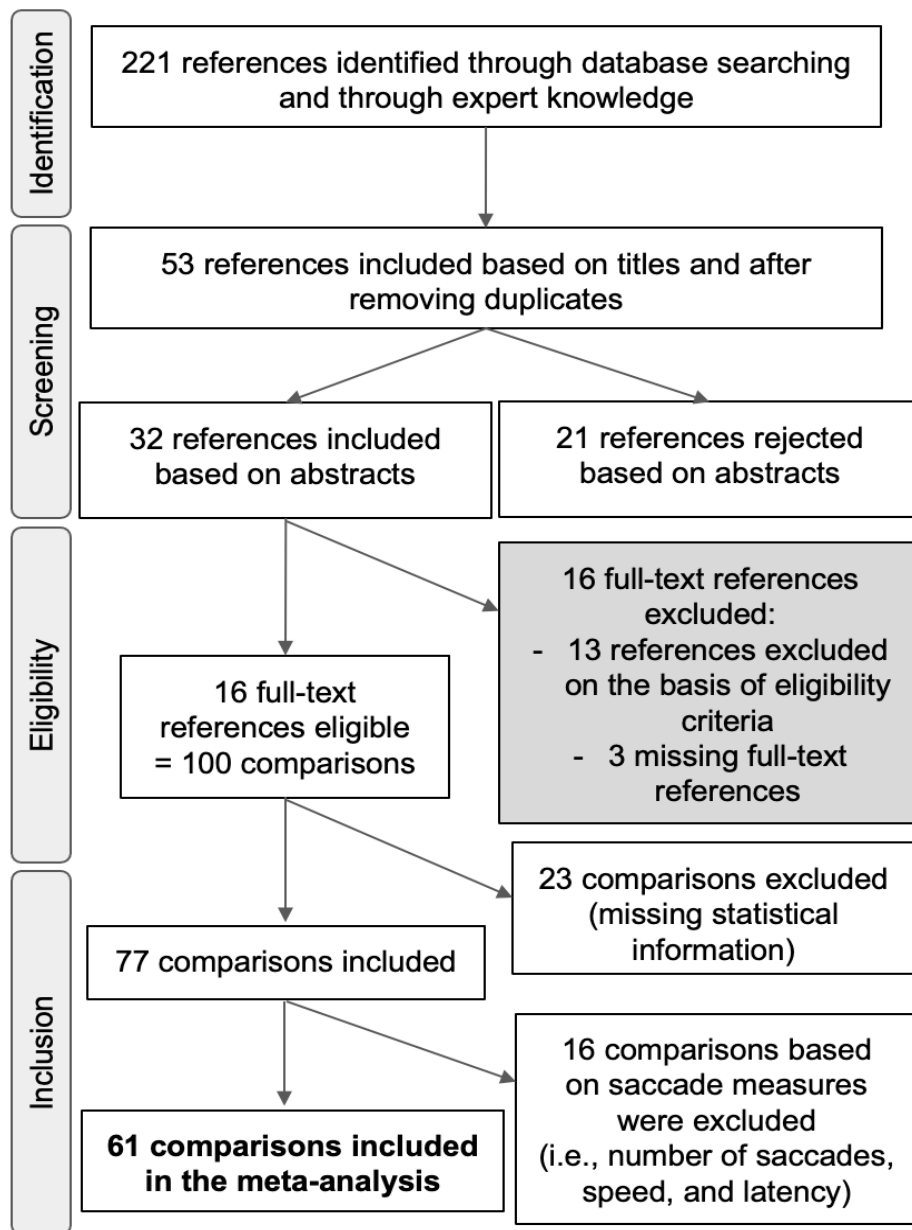 Identification
221 references identified through database searching
and through expert knowledge
Screening
53 references included based on titles and after
removing duplicates
32 references included
based on abstracts
21 references rejected
based on abstracts
Eligibility
16 full-text references
excluded:
- 13 references excluded
on the basis of eligibility
criteria
- 3 missing full-text
references
16 full-text
references eligible
= 100 comparisons
Inclusion
23 comparisons excluded
(missing statistical
information)
77 comparisons included
16 comparisons based
on saccade measures
were excluded
(i.e., number of saccades,
speed, and latency)
61 comparisons included
in the meta-analysis